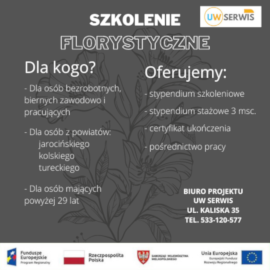 SZKOLENIE
UW SERWIS
FLORYSTYCZNE
Dla kogo?
- Dla osób bezrobotnych,
biernych zawodowo i
pracujących
- Dla osób z powiatów:
jarocińskiego
kolskiego
tureckiego
- Dla osób mających
powyżej 29 lat
Oferujemy:
- stypendium szkoleniowe
- stypendium stażowe 3 msc.
- certyfikat ukończenia
- pośrednictwo pracy
BIURO PROJEKTU
UW SERWIS
UL. KALISKA 35
TEL. 533-120-577
Fundusze
Europejskie
Program Regionalny
Rzeczpospolita
Polska
Unia Europejska